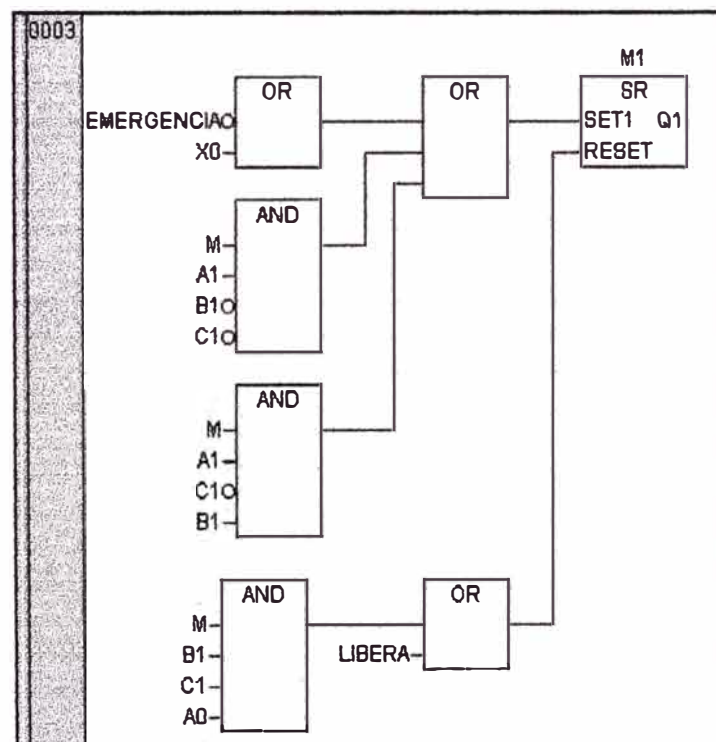 0003
M1
OR
OR
SR
EMERGENCIA
SET1 Q1
X0
RESET
AND
M
A1
B1
C1
AND
M
A1
C1
B1
AND
OR
M
B1
LIBERA
C1
A0